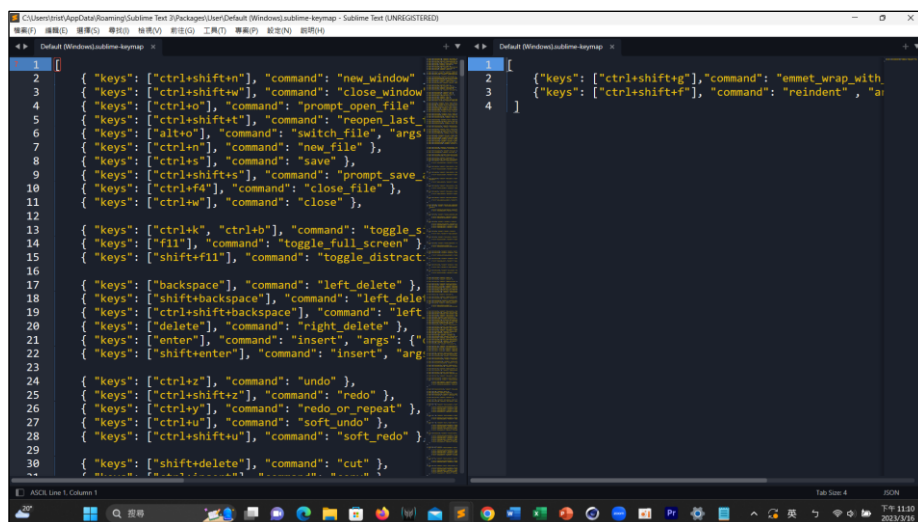 C:\Users\trist\AppData\Roaming\Sublime Text 3\Packages\User\Default (Windows).sublime-keymap - Sublime Text (UNREGISTERED)
檔案(F) 編輯(E) 選擇(S) 尋找(I) 檢視(V) 前往(G) 工具(T) 專案(P) 設定(N) 說明(H)
Default (Windows).sublime-keymap
1 [
2 { "keys": ["ctrl+shift+n"], "command": "new_window"
3 { "keys": ["ctrl+shift+w"], "command": "close_window
4 { "keys": ["ctrl+o"], "command": "prompt_open_file"
5 { "keys": ["ctrl+shift+t"], "command": "reopen_last_
6 { "keys": ["alt+o"], "command": "switch_file", "args"
7 { "keys": ["ctrl+n"], "command": "new_file" },
8 { "keys": ["ctrl+s"], "command": "save" },
9 { "keys": ["ctrl+shift+s"], "command": "prompt_save_
10 { "keys": ["ctrl+f4"], "command": "close_file" },
11 { "keys": ["ctrl+w"], "command": "close" },
12
13 { "keys": ["ctrl+k", "ctrl+b"], "command": "toggle_s
14 { "keys": ["f11"], "command": "toggle_full_screen" }
15 { "keys": ["shift+f11"], "command": "toggle_distract
16
17 { "keys": ["backspace"], "command": "left_delete" },
18 { "keys": ["shift+backspace"], "command": "left_dele
19 { "keys": ["ctrl+shift+backspace"], "command": "left_
20 { "keys": ["delete"], "command": "right_delete" },
21 { "keys": ["enter"], "command": "insert", "args": {"
22 { "keys": ["shift+enter"], "command": "insert", "arg
23
24 { "keys": ["ctrl+z"], "command": "undo" },
25 { "keys": ["ctrl+shift+z"], "command": "redo" },
26 { "keys": ["ctrl+y"], "command": "redo_or_repeat" },
27 { "keys": ["ctrl+u"], "command": "soft_undo" },
28 { "keys": ["ctrl+shift+u"], "command": "soft_redo" }
29
30 { "keys": ["shift+delete"], "command": "cut" },
Default (Windows).sublime-keymap
1 [
2 {"keys": ["ctrl+shift+g"],"command": "emmet_wrap_with_
3 {"keys": ["ctrl+shift+f"], "command": "reindent" , "a
4 ]
ASCII, Line 1, Column 1
Tab Size: 4 JSON
20°
搜尋
英
下午 11:10
2023/3/16